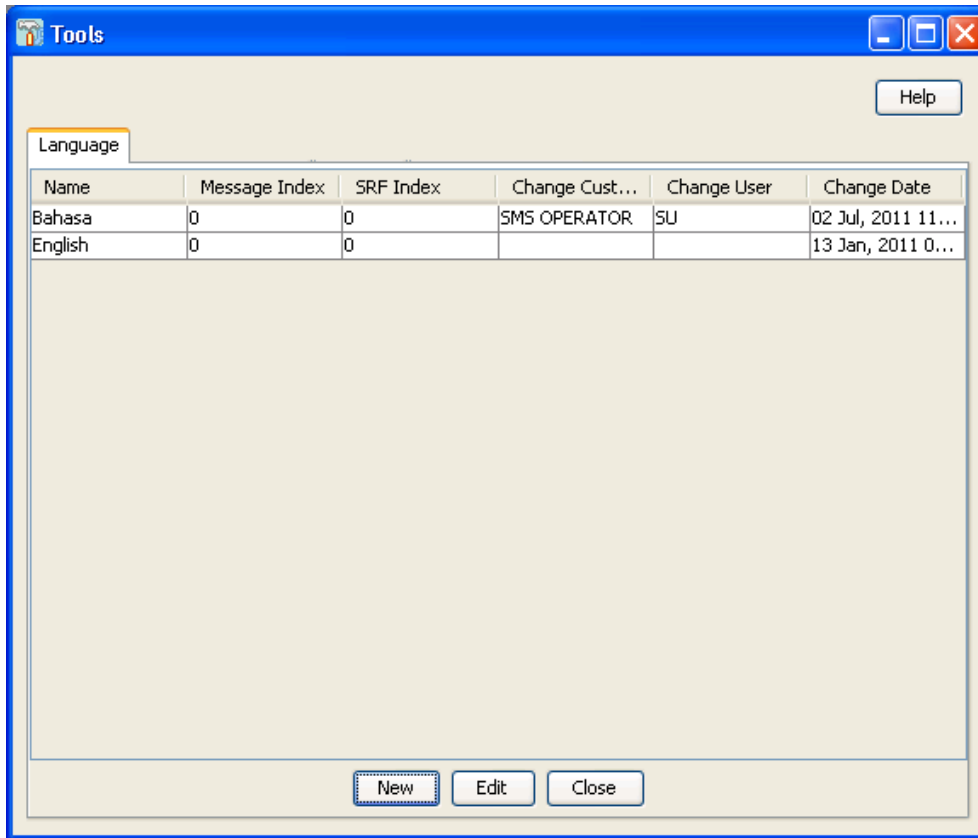 Tools
Help
Language
Name Message Index SRF Index Change Cust... Change User Change Date
Bahasa 0 0 SMS OPERATOR SU 02 Jul, 2011 11...
English 0 0 13 Jan, 2011 0...
New Edit Close